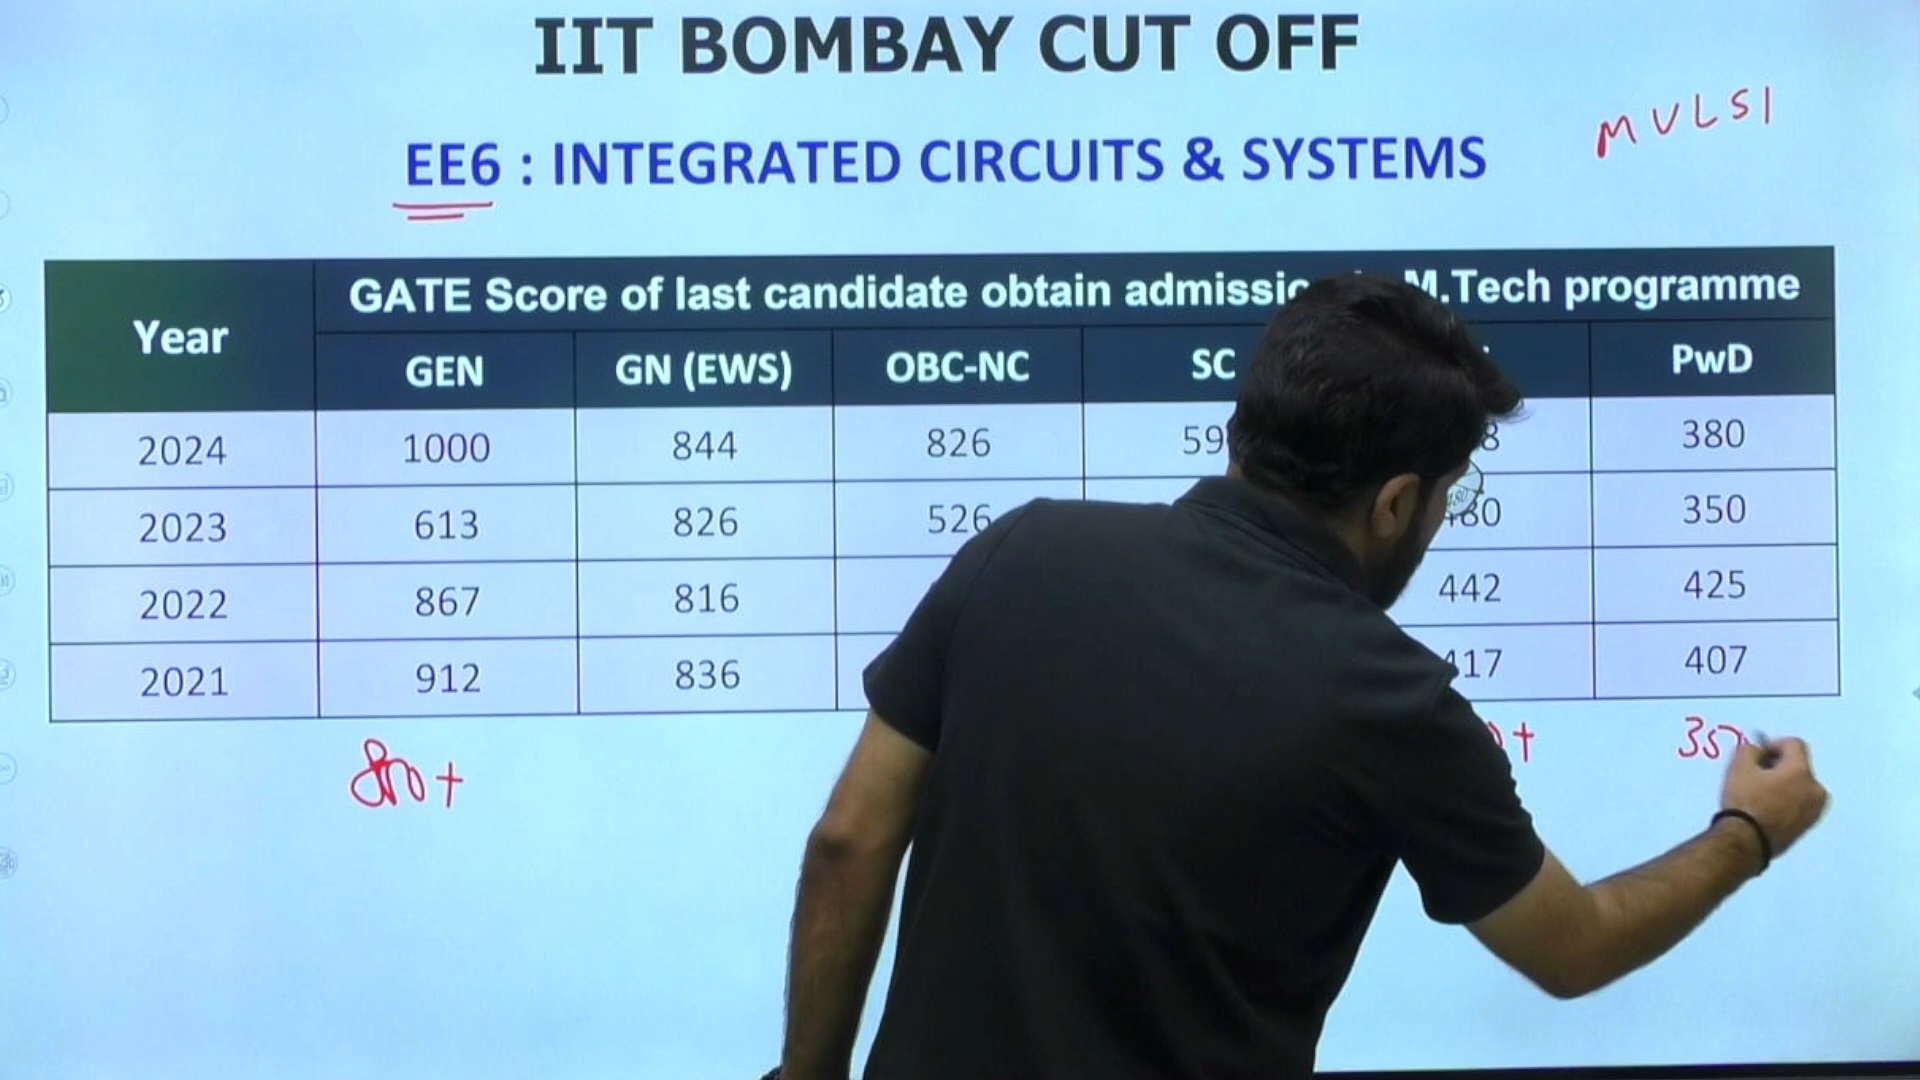 IIT BOMBAY CUT OFF
MVLSI
EE6 : INTEGRATED CIRCUITS & SYSTEMS
Year
GATE Score of last candidate obtain M.Tech programme
GEN GN (EWS) OBC-NC SC PwD
2024 1000 844 826 380
2023 613 826 526 350
2022 867 816 442 425
2021 912 836 407
800+